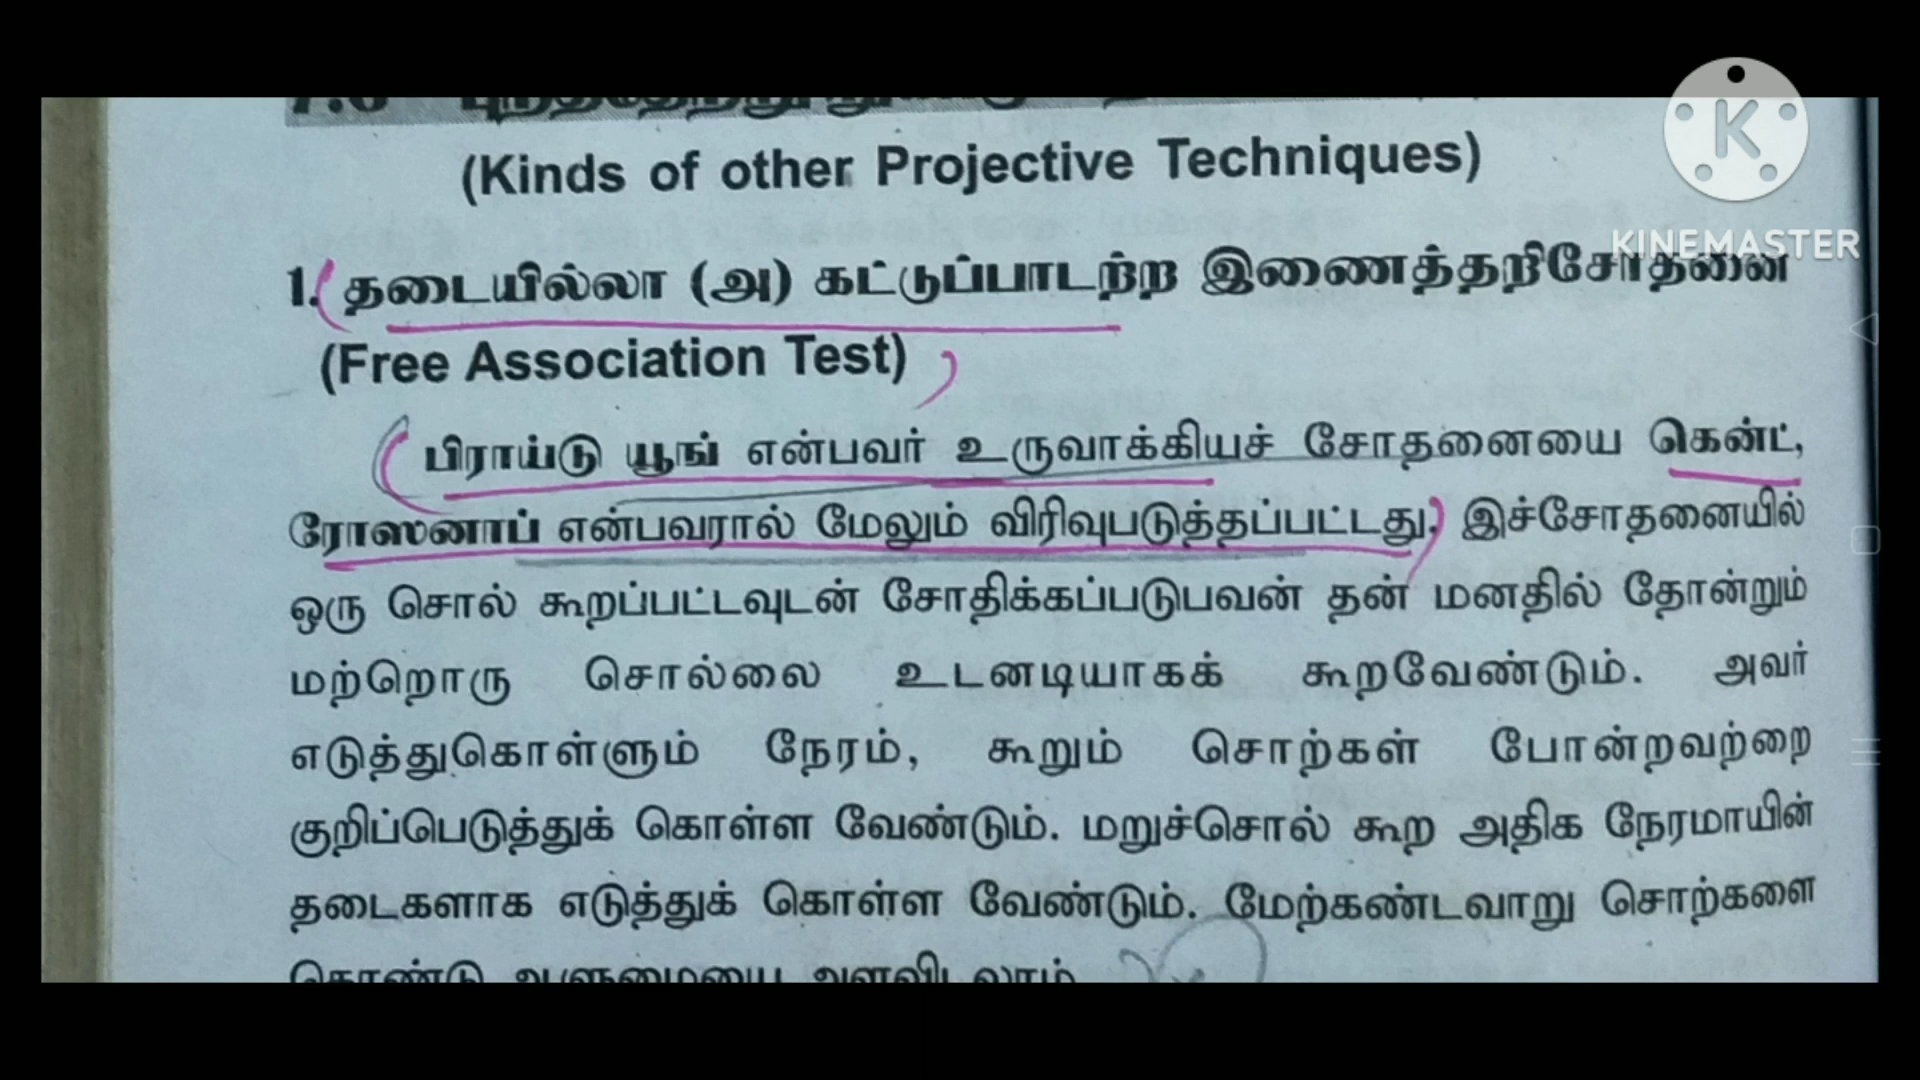 (Kinds of other Projective Techniques)
K
KINEMASTER
1. தடையில்லா (அ) கட்டுப்பாடற்ற இணைத்தறிசோதனை
(Free Association Test)
பிராய்டு யூங் என்பவர் உருவாக்கியச் சோதனையை கென்ட்,
ரோஸனாப் என்பவரால் மேலும் விரிவுபடுத்தப்பட்டது. இச்சோதனையில்
ஒரு சொல் கூறப்பட்டவுடன் சோதிக்கப்படுபவன் தன் மனதில் தோன்றும்
மற்றொரு சொல்லை உடனடியாகக் கூறவேண்டும். அவர்
எடுத்துகொள்ளும் நேரம், கூறும் சொற்கள் போன்றவற்றை
குறிப்பெடுத்துக் கொள்ள வேண்டும். மறுச்சொல் கூற அதிக நேரமாயின்
தடைகளாக எடுத்துக் கொள்ள வேண்டும். மேற்கண்டவாறு சொற்களை
கொண்டு ஆளுமையை அளவிடலாம்.